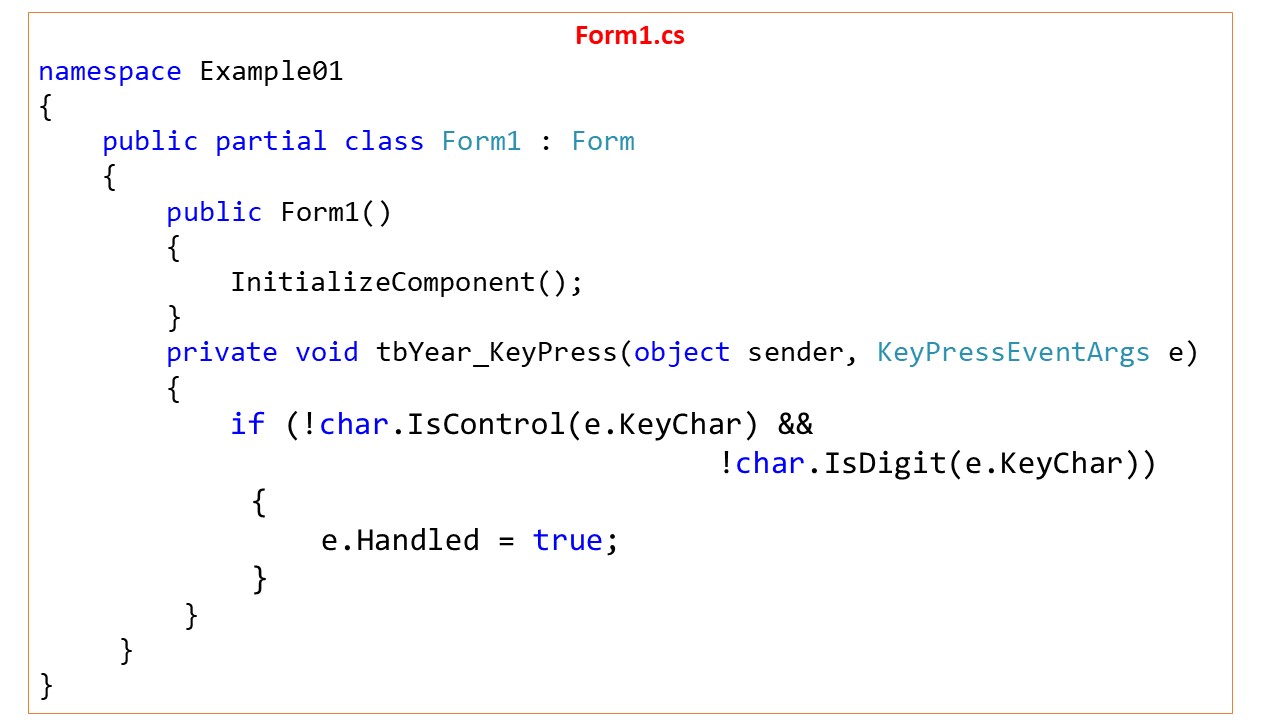 Form1.cs
namespace Example01
{
    public partial class Form1 : Form
    {
        public Form1()
        {
            InitializeComponent();
        }
        private void tbYear_KeyPress(object sender, KeyPressEventArgs e)
        {
            if (!char.IsControl(e.KeyChar) &&
                                          !char.IsDigit(e.KeyChar))
             {
                 e.Handled = true;
             }
         }
     }
}